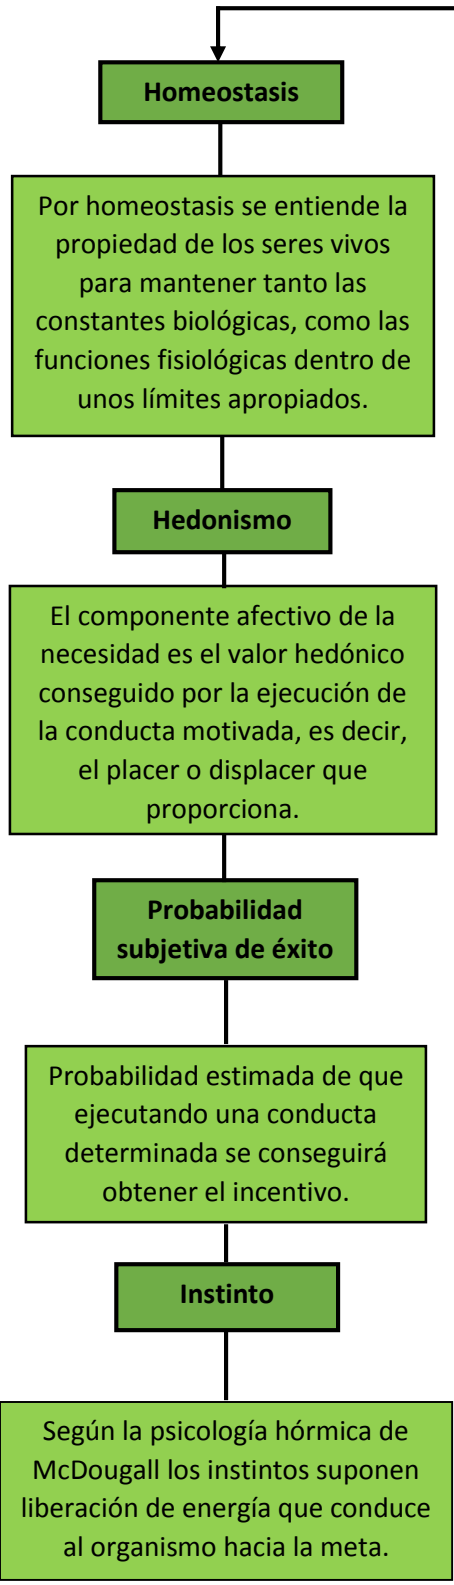 Homeostasis
Por homeostasis se entiende la
propiedad de los seres vivos
para mantener tanto las
constantes biológicas, como las
funciones fisiológicas dentro de
unos límites apropiados.
Hedonismo
El componente afectivo de la
necesidad es el valor hedónico
conseguido por la ejecución de
la conducta motivada, es decir,
el placer o displacer que
proporciona.
Probabilidad
subjetiva de éxito
Probabilidad estimada de que
ejecutando una conducta
determinada se conseguirá
obtener el incentivo.
Instinto
Según la psicología hórmica de
McDougall los instintos suponen
liberación de energía que conduce
al organismo hacia la meta.